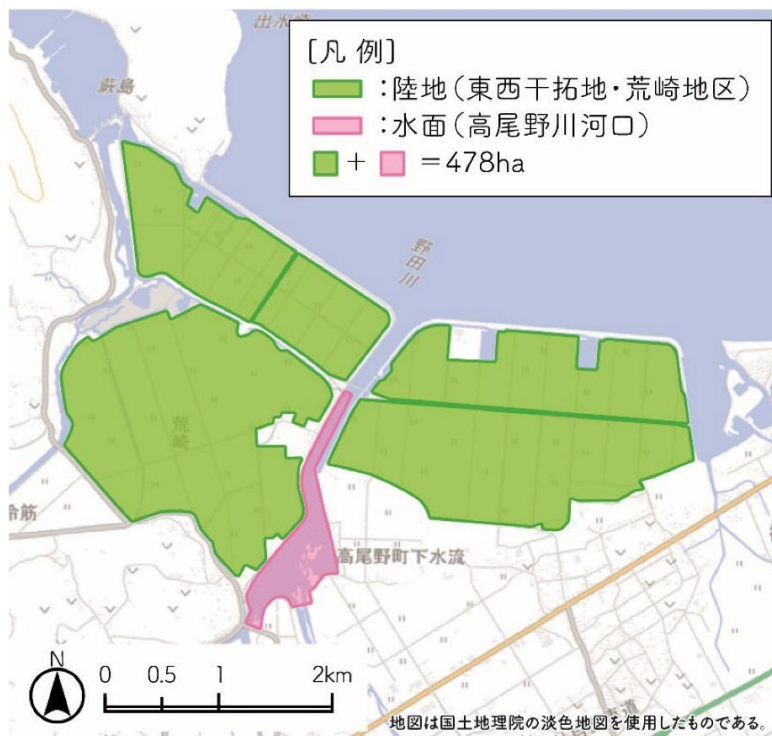 出水崎
蕨島
[凡 例]
:陸地(東西干拓地・荒崎地区)
:水面(高尾野川河口)
+ =478ha
野田川
荒崎
令筋
高尾野町下水流
N
0 0.5 1 2km
地図は国土地理院の淡色地図を使用したものである。